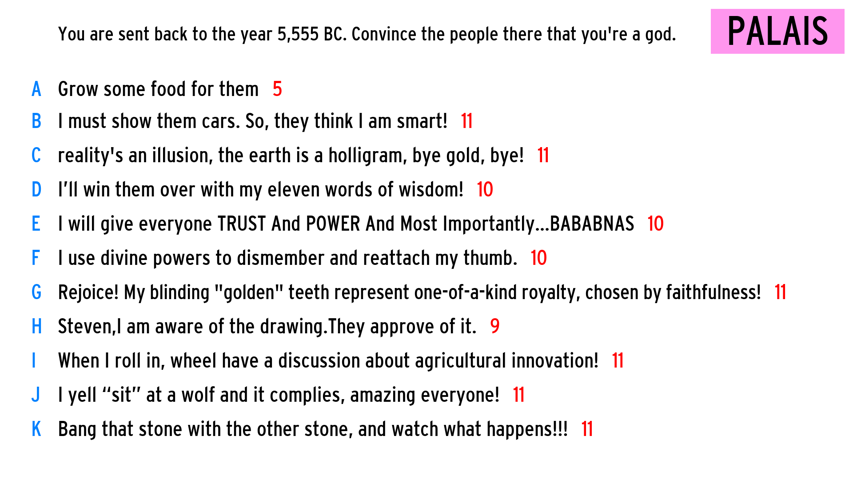 You are sent back to the year 5,555 BC. Convince the people there that you're a god.
PALAIS
A Grow some food for them 5
B I must show them cars. So, they think I am smart! 11
C reality's an illusion, the earth is a holligram, bye gold, bye! 11
D I’ll win them over with my eleven words of wisdom! 10
E I will give everyone TRUST And POWER And Most Importantly...BABABNAS 10
F I use divine powers to dismember and reattach my thumb. 10
G Rejoice! My blinding "golden" teeth represent one-of-a-kind royalty, chosen by faithfulness! 11
H Steven,I am aware of the drawing.They approve of it. 9
I When I roll in, wheel have a discussion about agricultural innovation! 11
J I yell “sit” at a wolf and it complies, amazing everyone! 11
K Bang that stone with the other stone, and watch what happens!!! 11